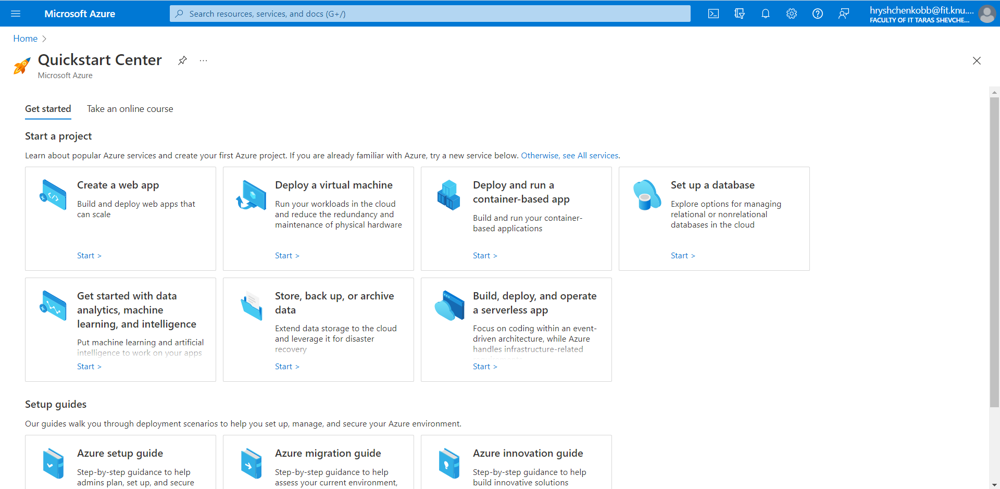 Microsoft Azure
Search resources, services, and docs (G+/)
hryshchenkobb@fit.knu....
FACULTY OF IT TARAS SHEVCHE...
Home
Quickstart Center
...
Microsoft Azure
Get started
Take an online course
Start a project
Learn about popular Azure services and create your first Azure project. If you are already familiar with Azure, try a new service below. Otherwise, see All services.
Create a web app
Build and deploy web apps that
can scale
Start >
Deploy a virtual machine
Run your workloads in the cloud
and reduce the redundancy and
maintenance of physical hardware
Start >
Deploy and run a
container-based app
Build and run your container-
based applications
Start >
Set up a database
Explore options for managing
relational or nonrelational
databases in the cloud
Start >
Get started with data
analytics, machine
learning, and intelligence
Put machine learning and artificial
intelligence to work on your apps
Start >
Store, back up, or archive
data
Extend data storage to the cloud
and leverage it for disaster
recovery
Start >
Build, deploy, and operate
a serverless app
Focus on coding within an event-
driven architecture, while Azure
handles infrastructure-related
Start >
Setup guides
Our guides walk you through deployment scenarios to help you set up, manage, and secure your Azure environment.
Azure setup guide
Step-by-step guidance to help
admins plan, set up, and secure
Azure migration guide
Step-by-step guidance to help
assess your current environment,
Azure innovation guide
Step-by-step guidance to help
build innovative solutions